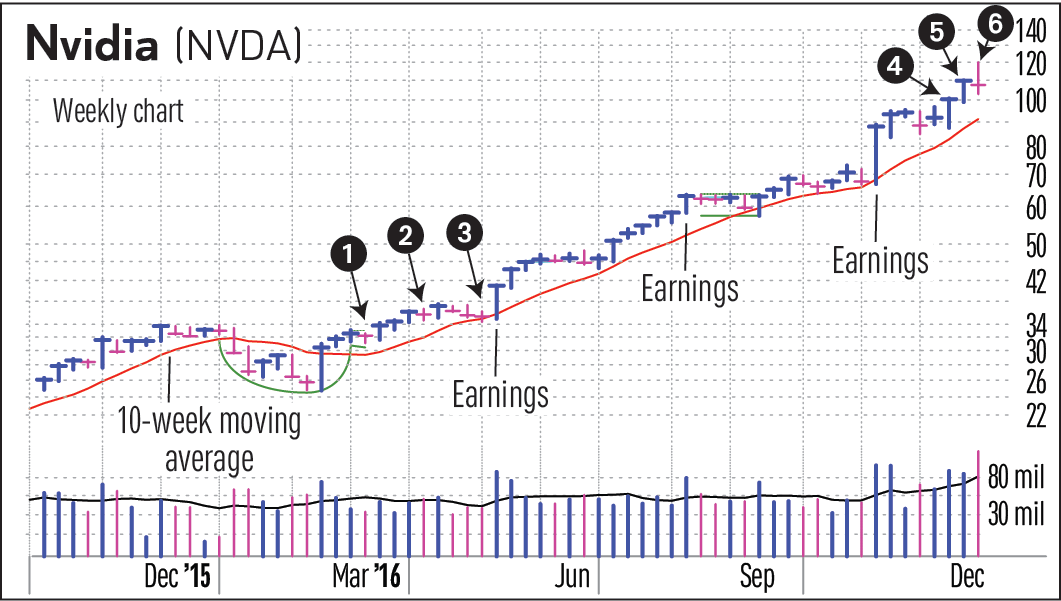 Nvidia (NVDA)
Weekly chart
1
2
3
4
5
6
140
120
100
80
70
60
50
42
34
30
26
22
Earnings
Earnings
Earnings
10-week moving
average
80 mil
30 mil
Dec '15
Mar '16
Jun
Sep
Dec